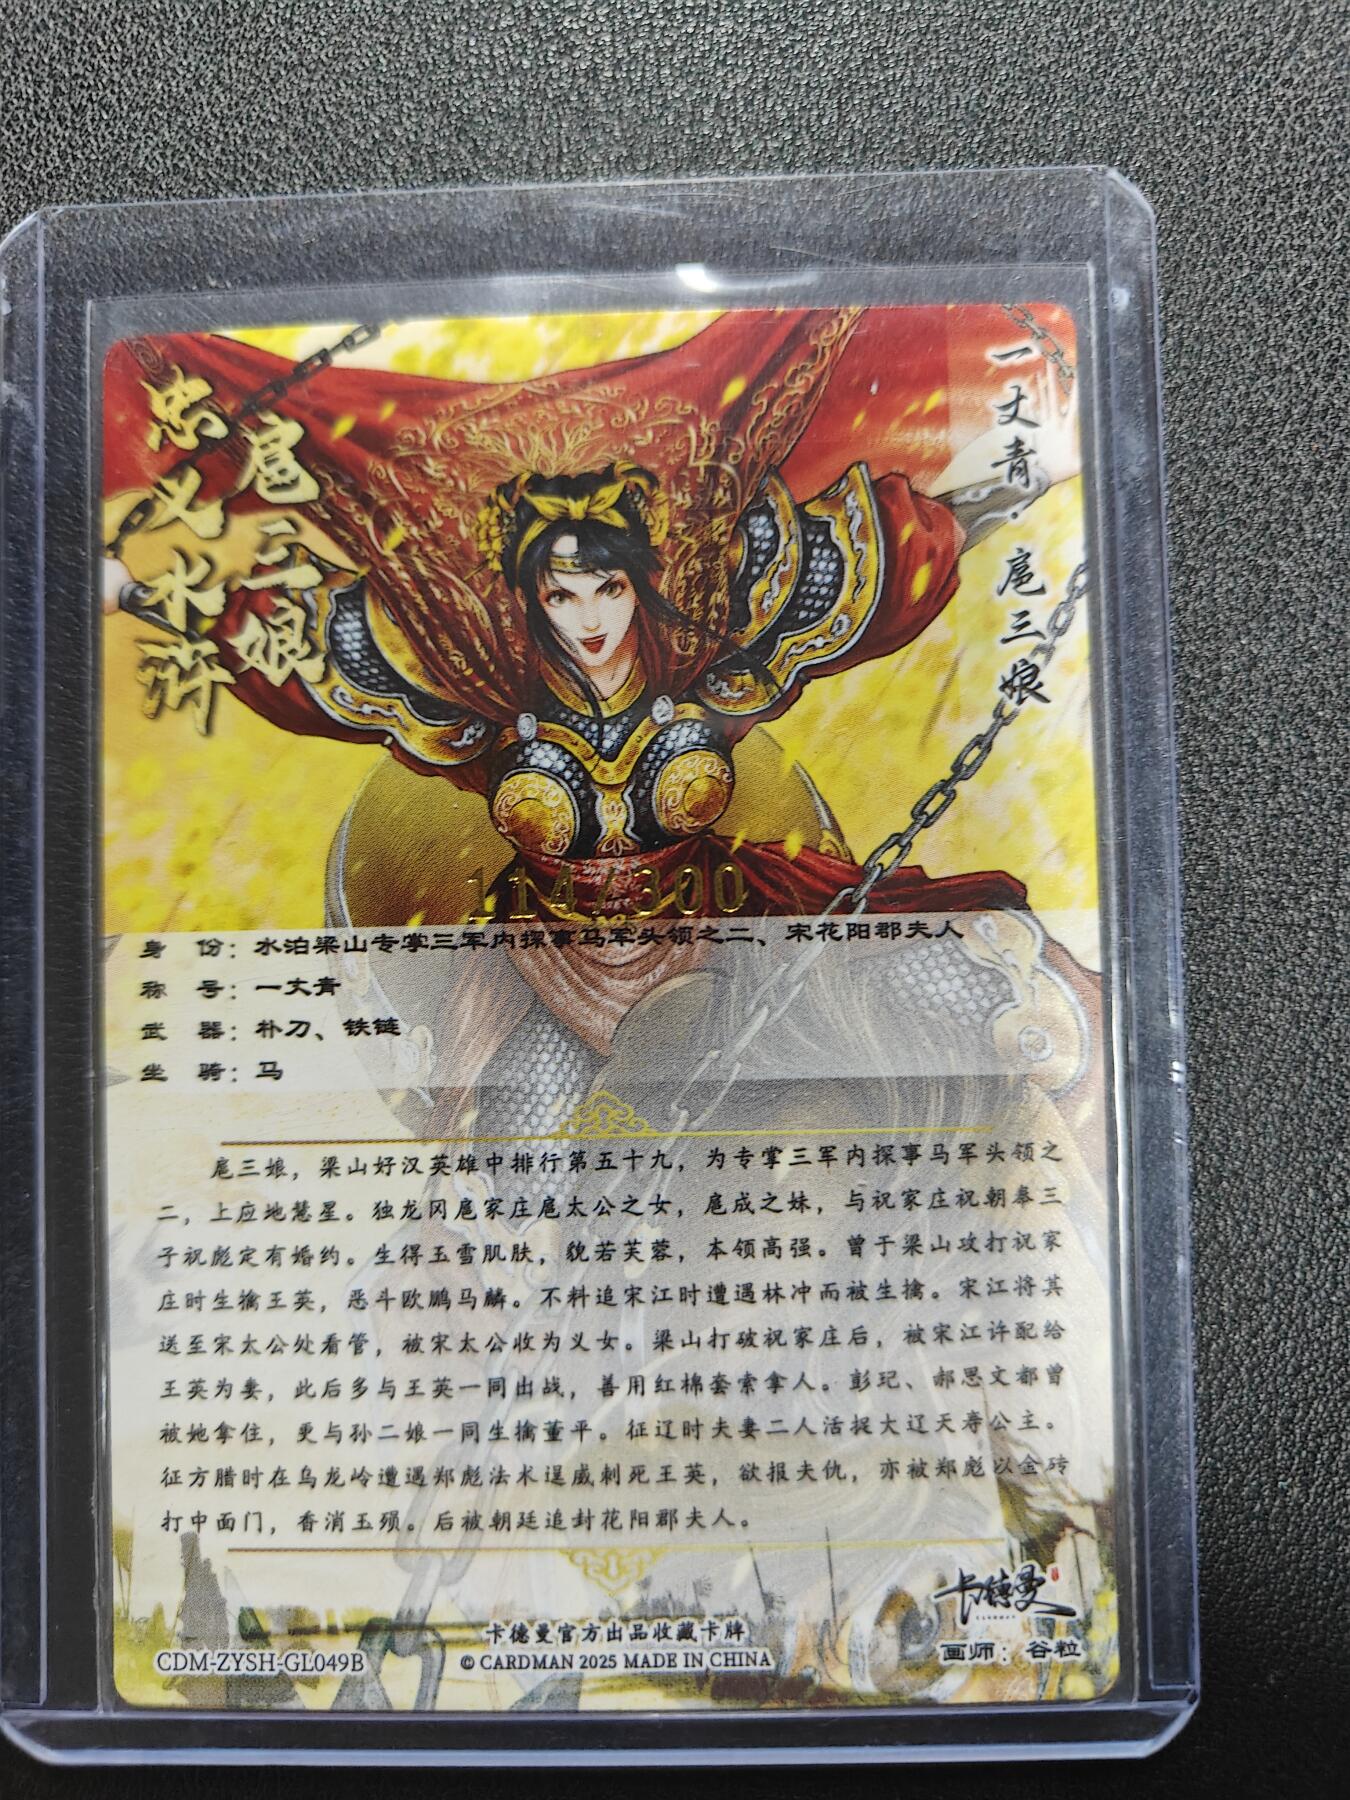 忠义水浒
扈三娘
一丈青·扈三娘
114/300
身 份：水泊梁山专掌三军内探事马军头领之二、宋花阳郡夫人
称 号：一丈青
武 器：朴刀、铁链
坐 骑：马
扈三娘，梁山好汉英雄中排行第五十九，为专掌三军内探事马军头领之
二，上应地慧星。独龙冈扈家庄扈太公之女，扈成之妹，与祝家庄祝朝奉三
子祝彪定有婚约。生得玉雪肌肤，貌若芙蓉，本领高强。曾于梁山攻打祝家
庄时生擒王英，恶斗欧鹏马麟。不料追宋江时遭遇林冲而被生擒。宋江将其
送至宋太公处看管，被宋太公收为义女。梁山打破祝家庄后，被宋江许配给
王英为妻，此后多与王英一同出战，善用红棉套索拿人。彭玘、郝思文都曾
被她拿住，更与孙二娘一同生擒董平。征辽时夫妻二人活捉大辽天寿公主。
征方腊时在乌龙岭遭遇郑彪法术逞威刺死王英，欲报夫仇，亦被郑彪以金砖
打中面门，香消玉殒。后被朝廷追封花阳郡夫人。
卡德曼
CDM-ZYSH-GL049B
卡德曼官方出品收藏卡牌
© CARDMAN 2025 MADE IN CHINA
画师：谷粒